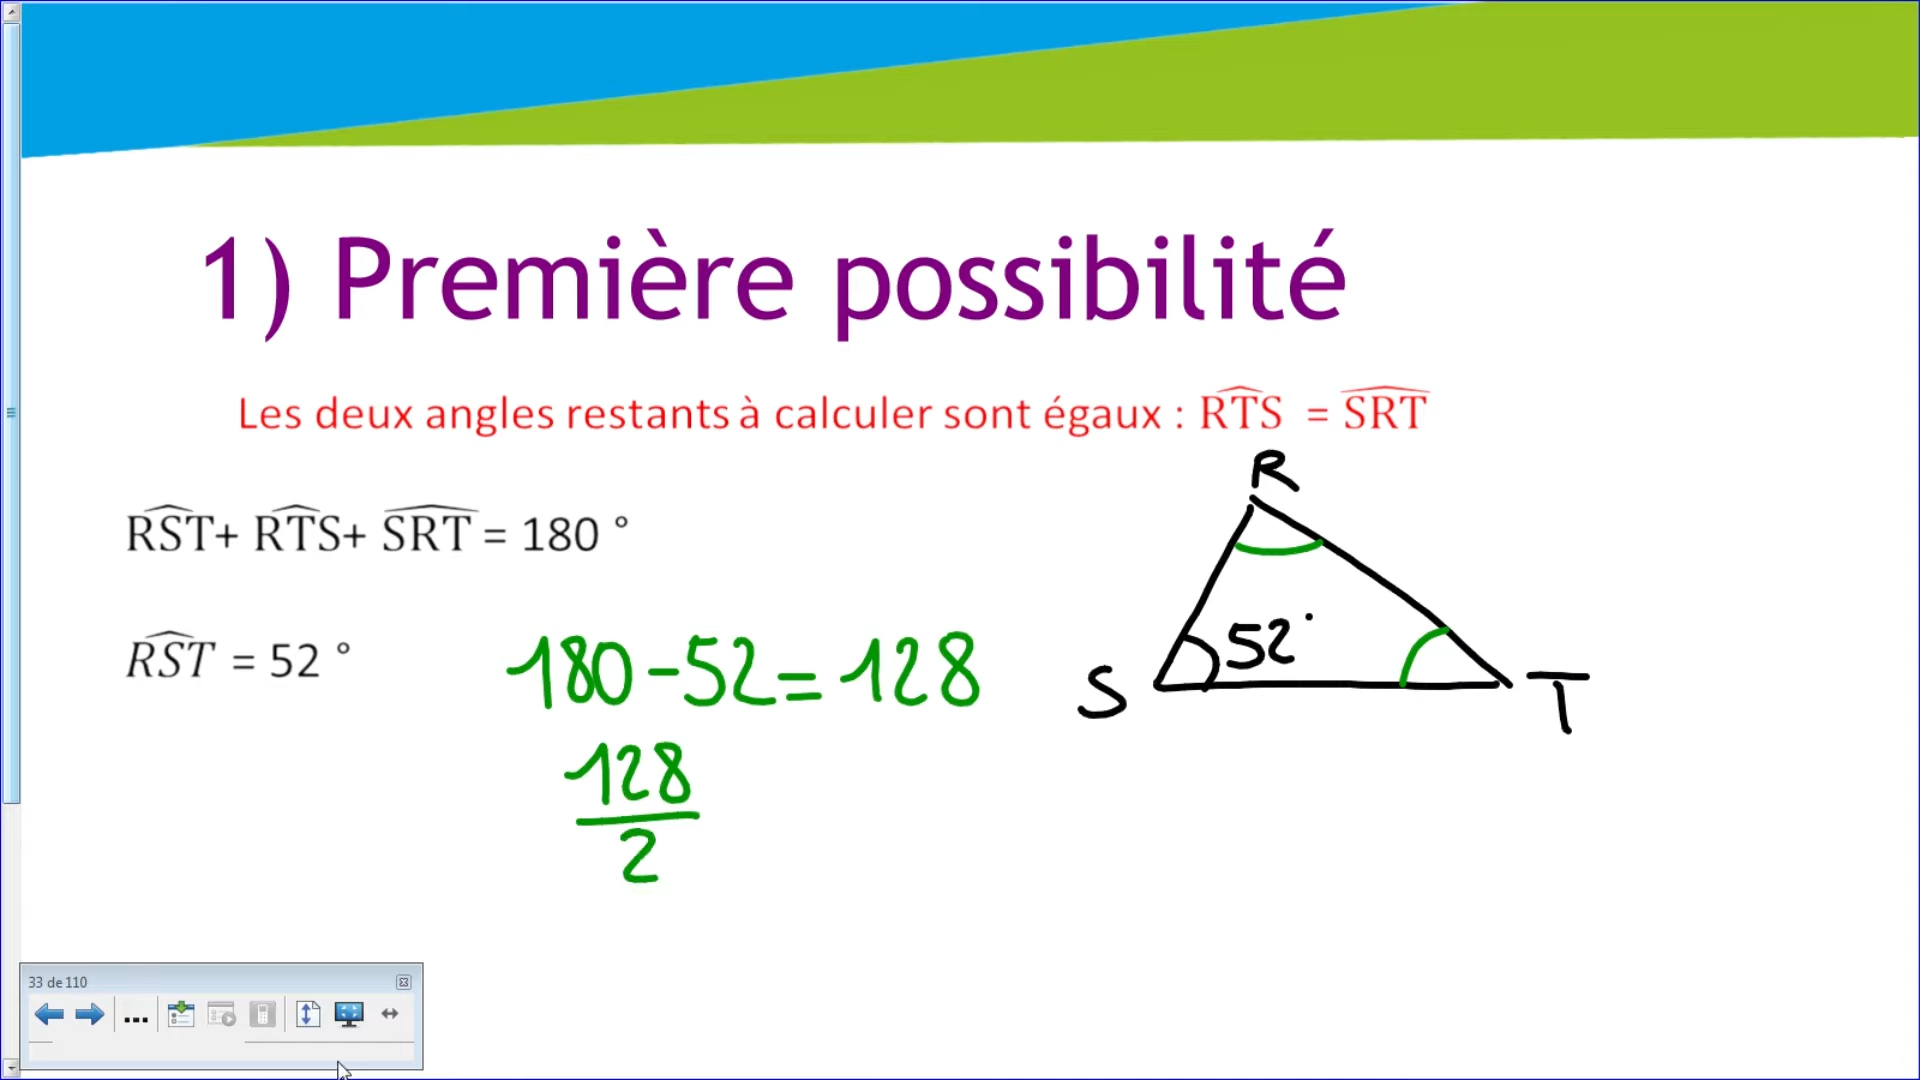 1) Première possibilité
Les deux angles restants à calculer sont égaux : RTS = SRT
R
RST+ RTS+ SRT = 180 °
RST = 52 °
180-52=128
52°
S
T
128
2
33 de 110